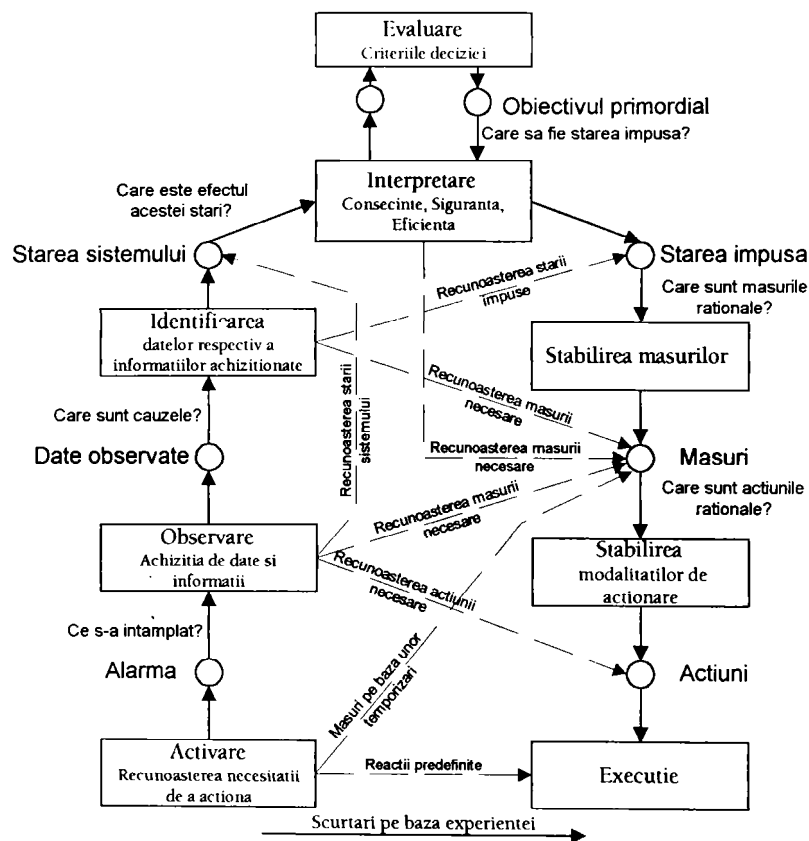 Evaluare
Criteriile deciziei
Obiectivul primordial
Care sa fie starea impusa?
Interpretare
Consecinte, Siguranta,
Eficienta
Care este efectul
acestei stari?
Starea sistemului
Starea impusa
Recunoasterea starii
impuse
Care sunt masurile
rationale?
Identificarea
datelor respectiv a
informatiilor achizitionate
Stabilirea masurilor
Recunoasterea starii
sistemului
Recunoasterea masurii
necesare
Care sunt cauzele?
Date observate
Recunoasterea masurii
necesare
Masuri
Care sunt actiunile
rationale?
Recunoasterea masurii
necesare
Observare
Achizitia de date si
informatii
Stabilirea
modalitatilor de
actionare
Recunoasterea actiunii
necesare
Ce s-a intamplat?
Alarma
Masuri pe baza unor
temporizari
Actiuni
Activare
Recunoasterea necesitatii
de a actiona
Reactii predefinite
Executie
Scurtari pe baza experientei